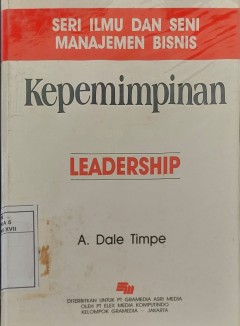 SERI ILMU DAN SENI
MANAJEMEN BISNIS
Kepemimpinan
LEADERSHIP
A. Dale Timpe
DITERBITKAN UNTUK PT GRAMEDIA ASRI MEDIA
OLEH PT ELEX MEDIA KOMPUTINDO
KELOMPOK GRAMEDIA – JAKARTA